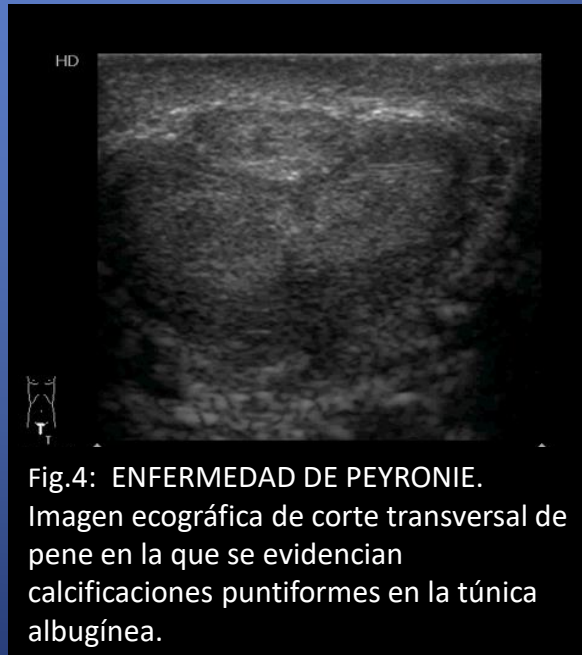 HD
T
Fig.4: ENFERMEDAD DE PEYRONIE.
Imagen ecográfica de corte transversal de
pene en la que se evidencian
calcificaciones puntiformes en la túnica
albugínea.